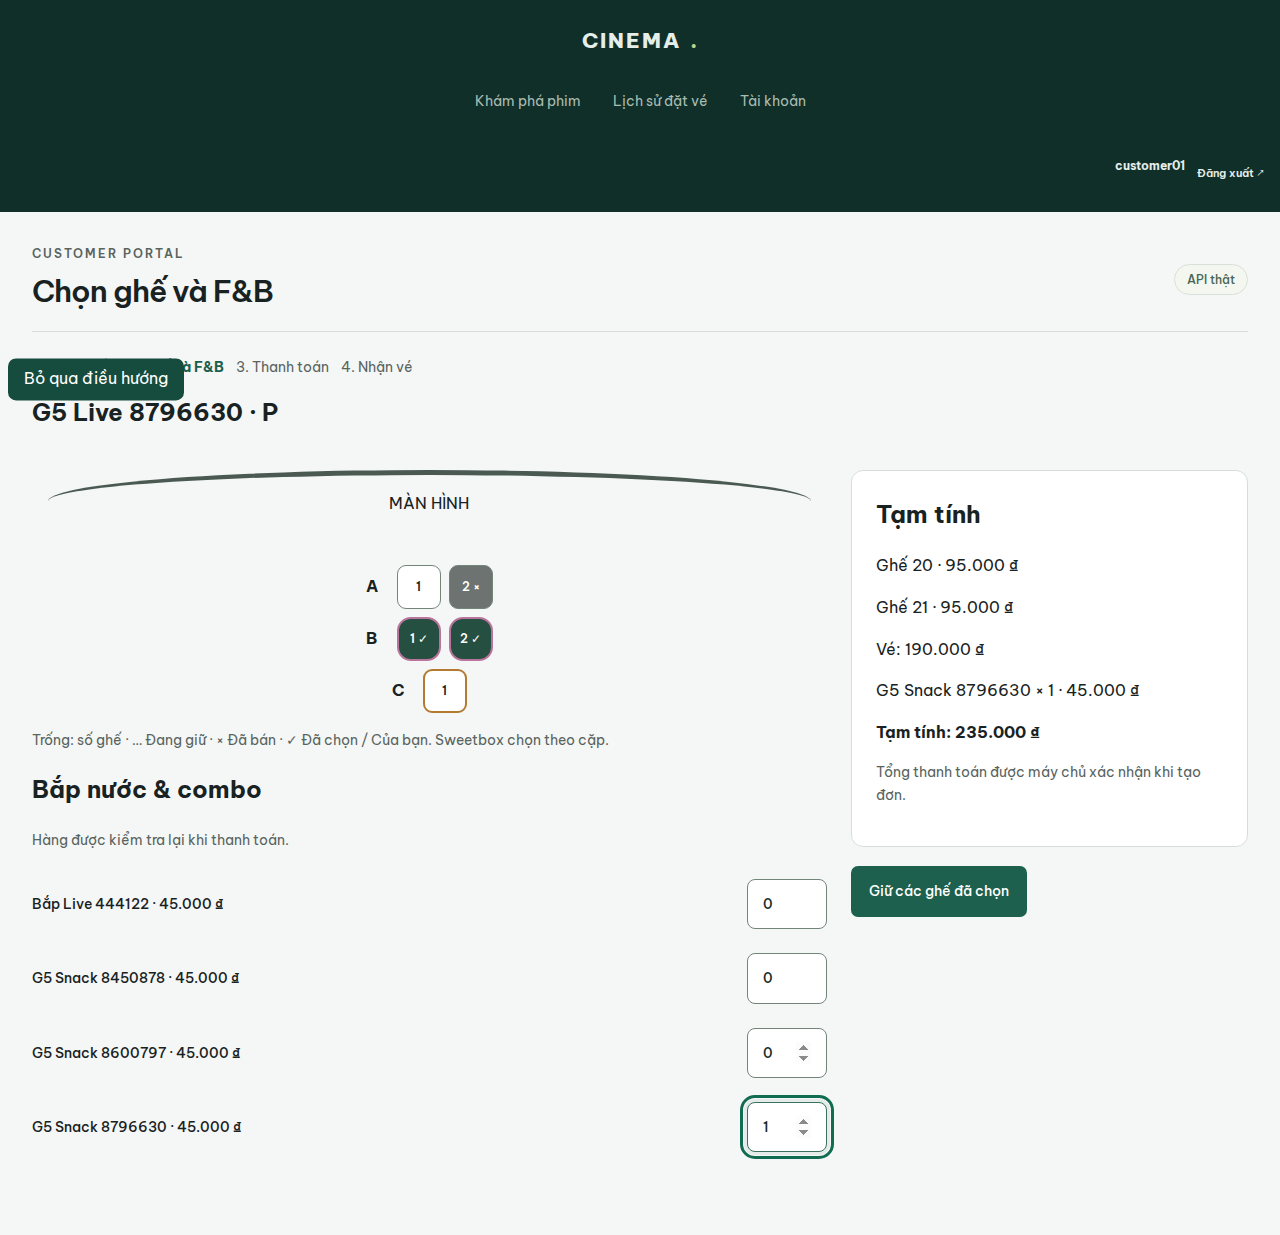 CINEMA .
Khám phá phim Lịch sử đặt vé Tài khoản
customer01 Đăng xuất ↗
CUSTOMER PORTAL
Chọn ghế và F&B
API thật
à F&B 3. Thanh toán 4. Nhận vé
Bỏ qua điều hướng
G5 Live 8796630 · P
MÀN HÌNH
A 1 2 ×
B 1 ✓ 2 ✓
C 1
Trống: số ghế · ... Đang giữ · × Đã bán · ✓ Đã chọn / Của bạn. Sweetbox chọn theo cặp.
Bắp nước & combo
Hàng được kiểm tra lại khi thanh toán.
Bắp Live 444122 · 45.000 ₫ 0
G5 Snack 8450878 · 45.000 ₫ 0
G5 Snack 8600797 · 45.000 ₫ 0
G5 Snack 8796630 · 45.000 ₫ 1
Tạm tính
Ghế 20 · 95.000 ₫
Ghế 21 · 95.000 ₫
Vé: 190.000 ₫
G5 Snack 8796630 × 1 · 45.000 ₫
Tạm tính: 235.000 ₫
Tổng thanh toán được máy chủ xác nhận khi tạo
đơn.
Giữ các ghế đã chọn